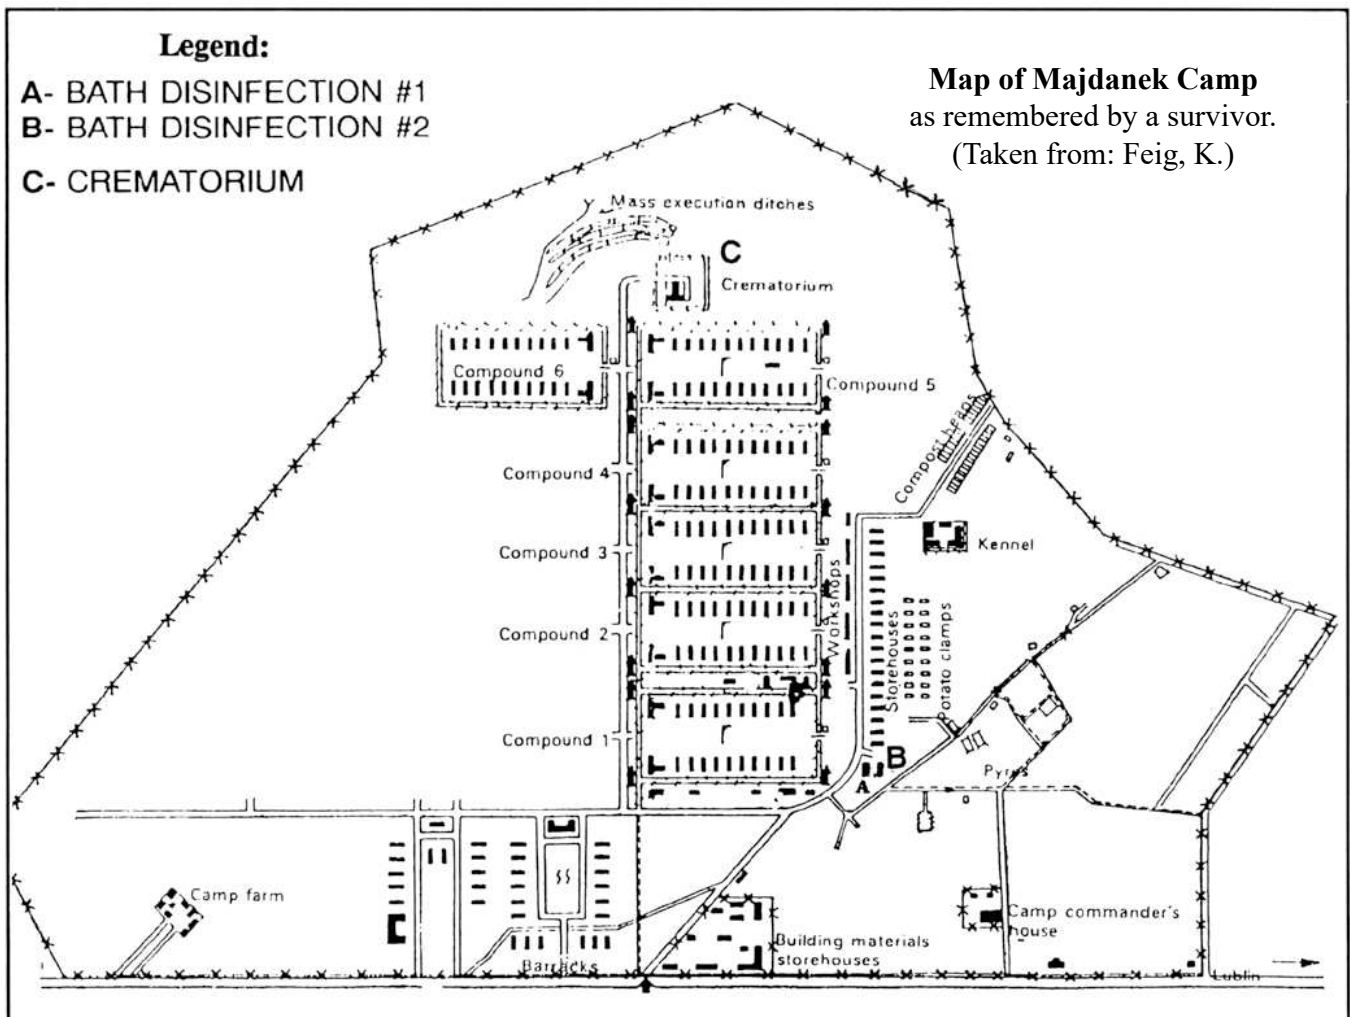 Legend:
A- BATH DISINFECTION #1
B- BATH DISINFECTION #2
C- CREMATORIUM
Map of Majdanek Camp
as remembered by a survivor.
(Taken from: Feig, K.)
Mass execution ditches
C
Crematorium
Compound 6
Compound 5
Compost heaps
Compound 4
Kennel
Compound 3
Workshops
Storehouses
Potato clamps
Compound 2
Compound 1
B
A
Pyres
Camp farm
Camp commander's
house
Building materials
storehouses
Barracks
Lublin